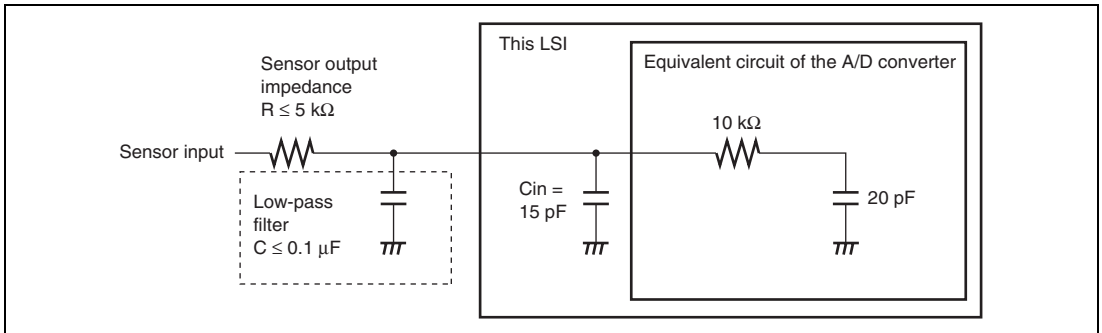 This LSI
Equivalent circuit of the A/D converter
Sensor output
impedance
R ≤ 5 kΩ
10 kΩ
Sensor input
Low-pass
filter
C ≤ 0.1 μF
Cin =
15 pF
20 pF